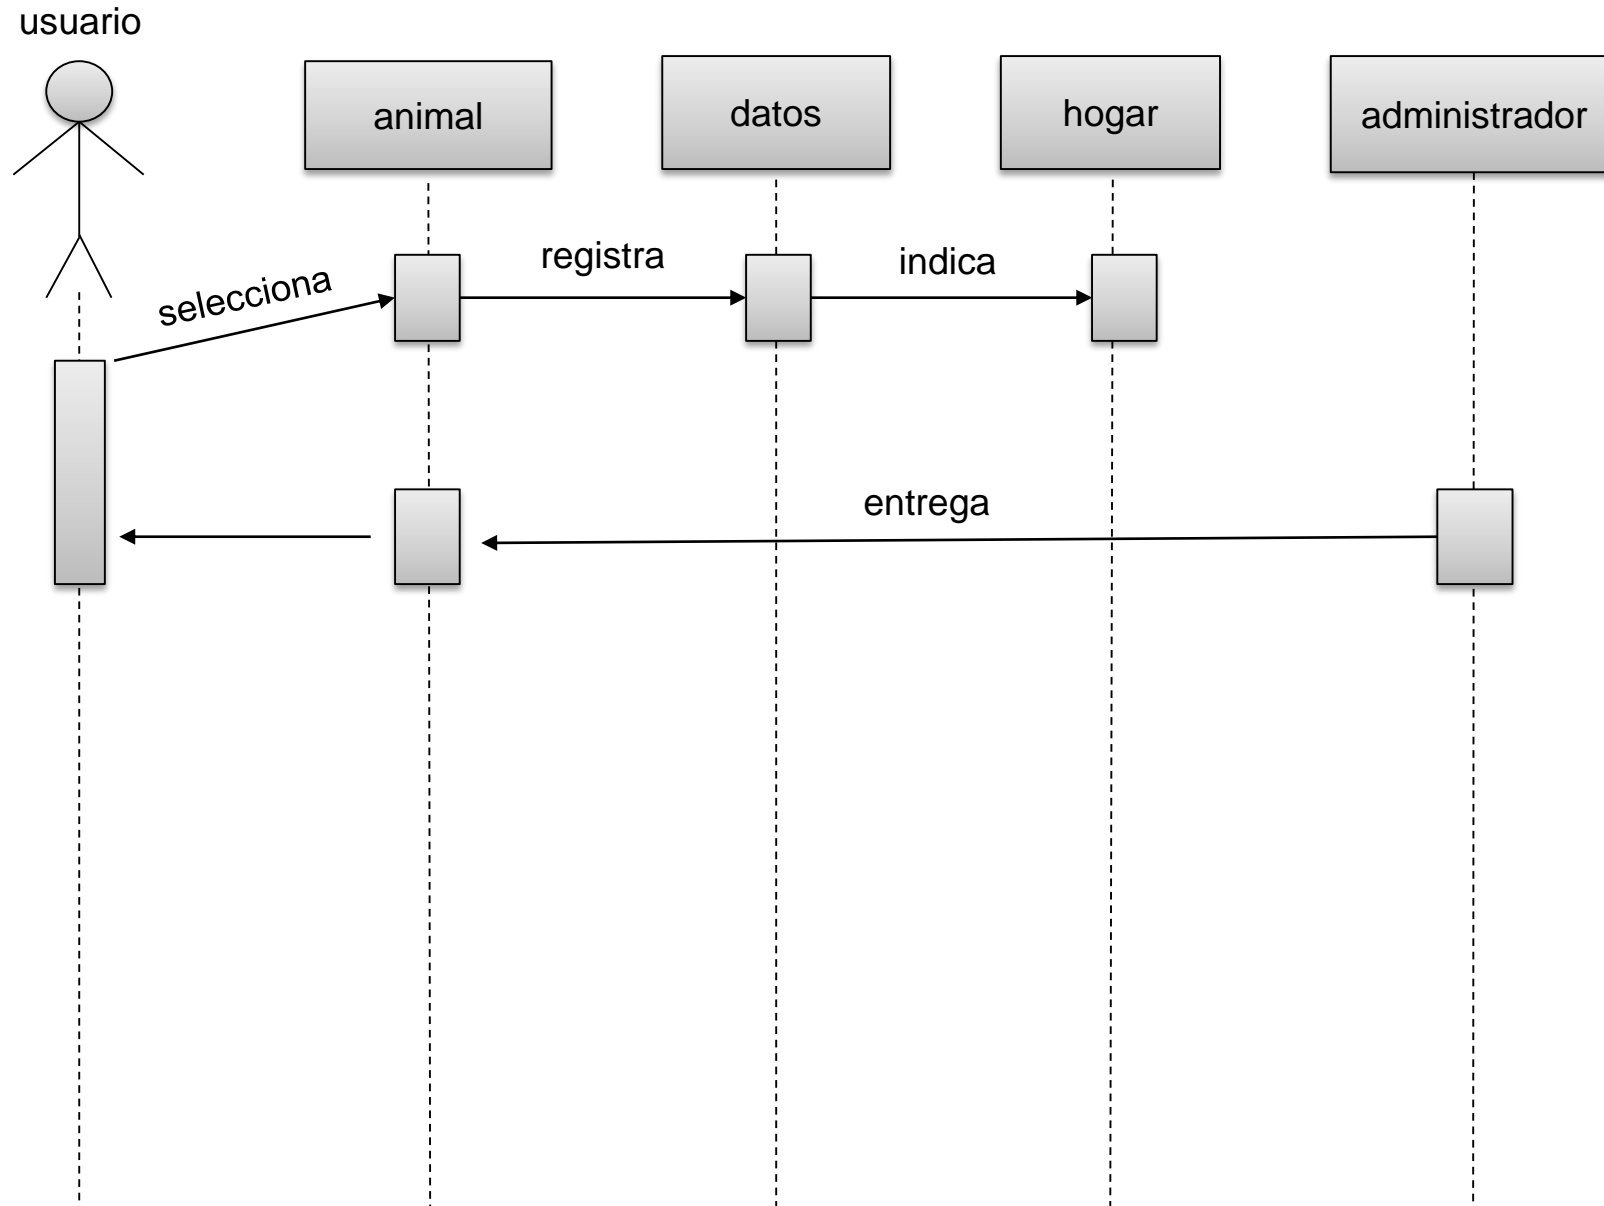 usuario
animal
datos
hogar
administrador
selecciona
registra
indica
entrega